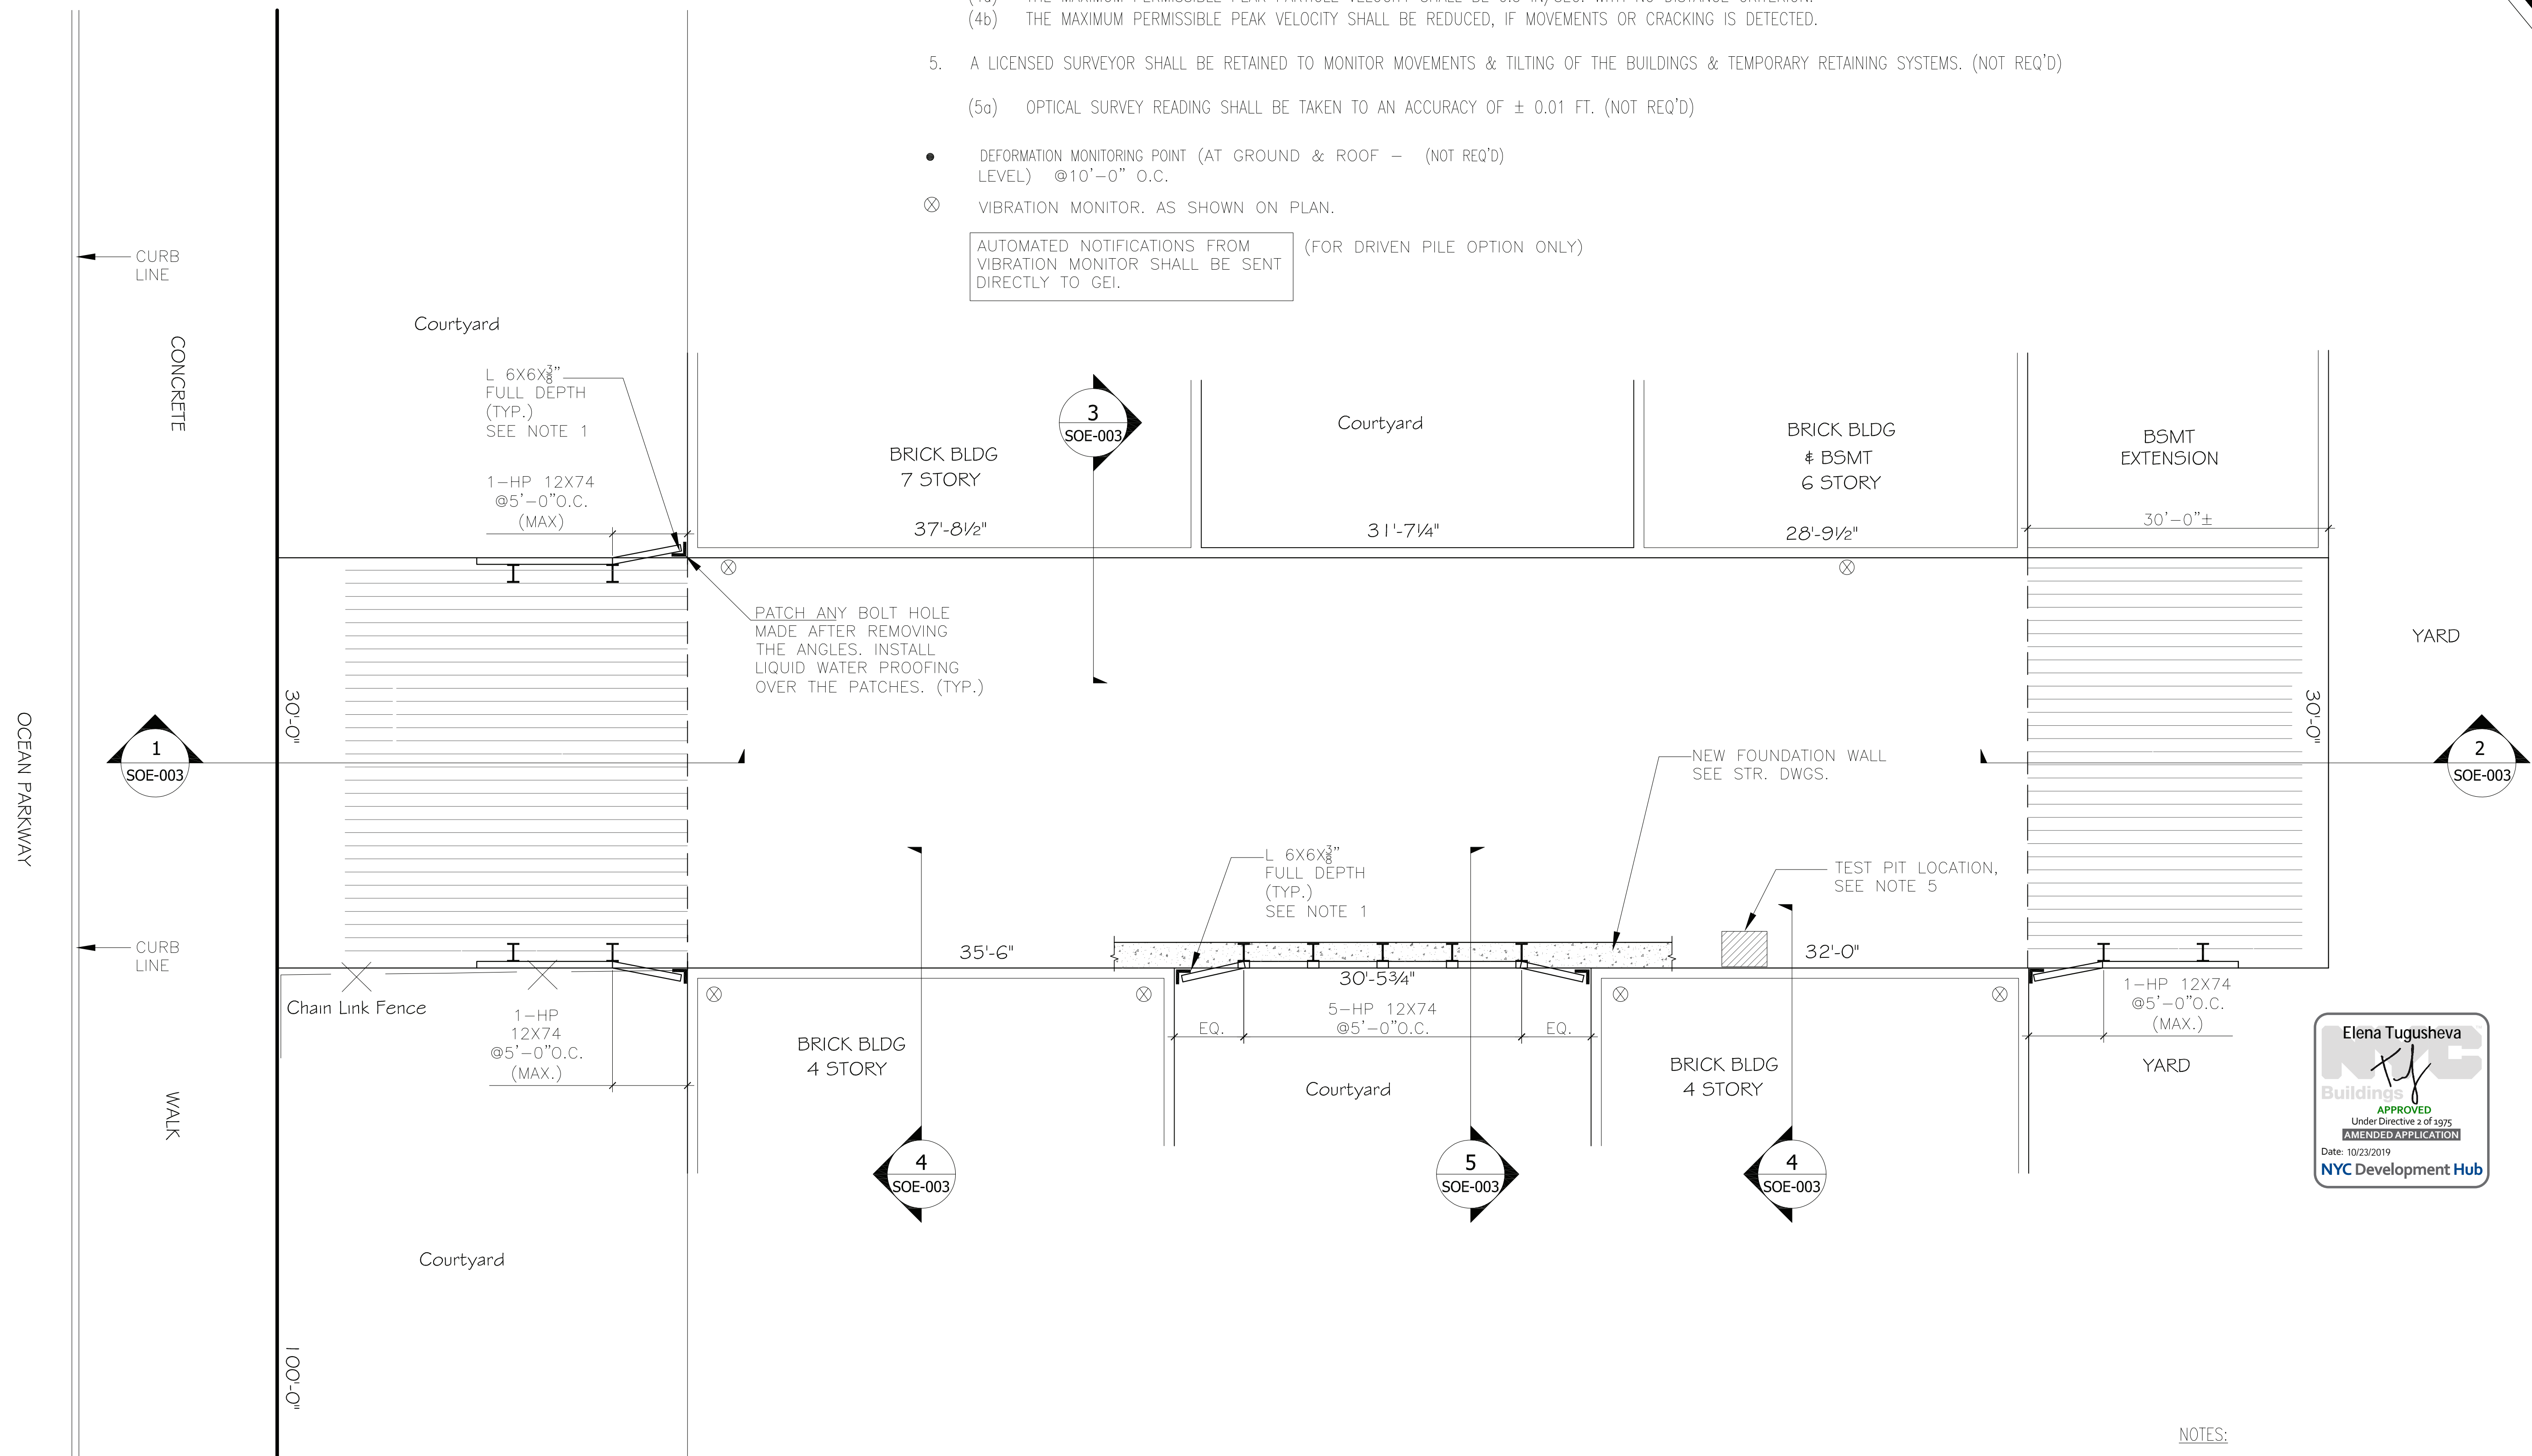 (4b) THE MAXIMUM PERMISSIBLE PEAK VELOCITY SHALL BE REDUCED, IF MOVEMENTS OR CRACKING IS DETECTED.
5. A LICENSED SURVEYOR SHALL BE RETAINED TO MONITOR MOVEMENTS & TILTING OF THE BUILDINGS & TEMPORARY RETAINING SYSTEMS. (NOT REQ'D)
(5a) OPTICAL SURVEY READING SHALL BE TAKEN TO AN ACCURACY OF ± 0.01 FT. (NOT REQ'D)
DEFORMATION MONITORING POINT (AT GROUND & ROOF – (NOT REQ'D)
LEVEL) @10'–0" O.C.
VIBRATION MONITOR. AS SHOWN ON PLAN.
AUTOMATED NOTIFICATIONS FROM
VIBRATION MONITOR SHALL BE SENT
DIRECTLY TO GEI.
(FOR DRIVEN PILE OPTION ONLY)
CURB
LINE
CONCRETE
Courtyard
L 6X6X3/8"
FULL DEPTH
(TYP.)
SEE NOTE 1
1–HP 12X74
@5'–0"O.C.
(MAX)
BRICK BLDG
7 STORY
37'-8½"
3
SOE-003
Courtyard
31'-7¼"
BRICK BLDG
& BSMT
6 STORY
28'-9½"
BSMT
EXTENSION
30'–0"±
YARD
PATCH ANY BOLT HOLE
MADE AFTER REMOVING
THE ANGLES. INSTALL
LIQUID WATER PROOFING
OVER THE PATCHES. (TYP.)
30'-0"
30'-0"
OCEAN PARKWAY
1
SOE-003
2
SOE-003
NEW FOUNDATION WALL
SEE STR. DWGS.
L 6X6X3/8"
FULL DEPTH
(TYP.)
SEE NOTE 1
TEST PIT LOCATION,
SEE NOTE 5
CURB
LINE
35'-6"
32'-0"
30'-5¾"
Chain Link Fence
1–HP
12X74
@5'–0"O.C.
(MAX.)
5–HP 12X74
@5'–0"O.C.
EQ.
EQ.
1–HP 12X74
@5'–0"O.C.
(MAX.)
BRICK BLDG
4 STORY
Courtyard
BRICK BLDG
4 STORY
YARD
WALK
4
SOE-003
5
SOE-003
4
SOE-003
Courtyard
100'-0"
Elena Tugusheva
NYC
Buildings
APPROVED
Under Directive 2 of 1975
AMENDED APPLICATION
Date: 10/23/2019
NYC Development Hub
NOTES: